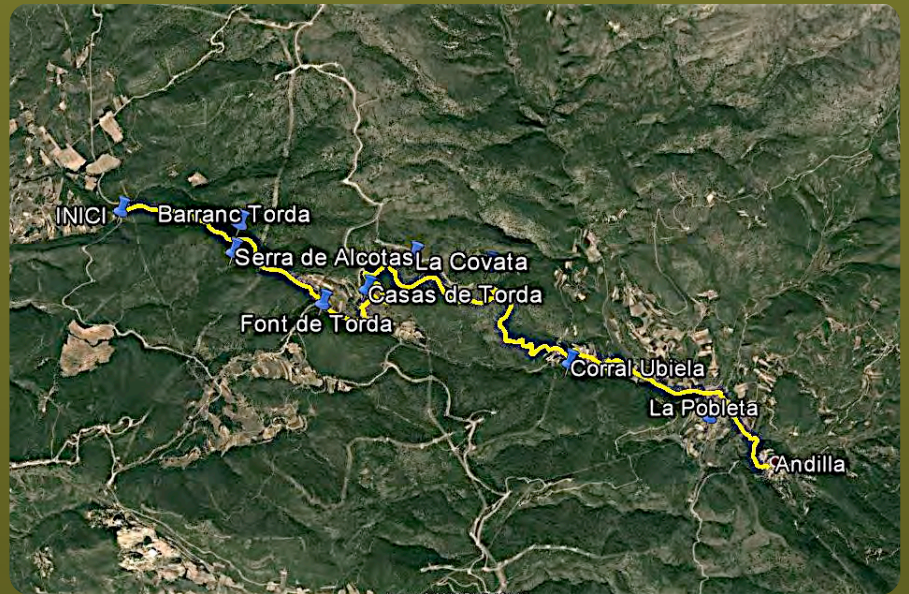 INICI
Barranc Torda
Serra de Alcotas
La Covata
Casas de Torda
Font de Torda
Corral Ubiela
La Pobleta
Andilla